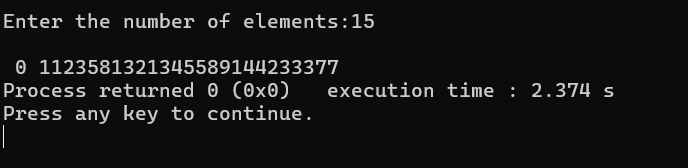 Enter the number of elements:15
0 1123581321345589144233377
Process returned 0 (0x0)   execution time : 2.374 s
Press any key to continue.